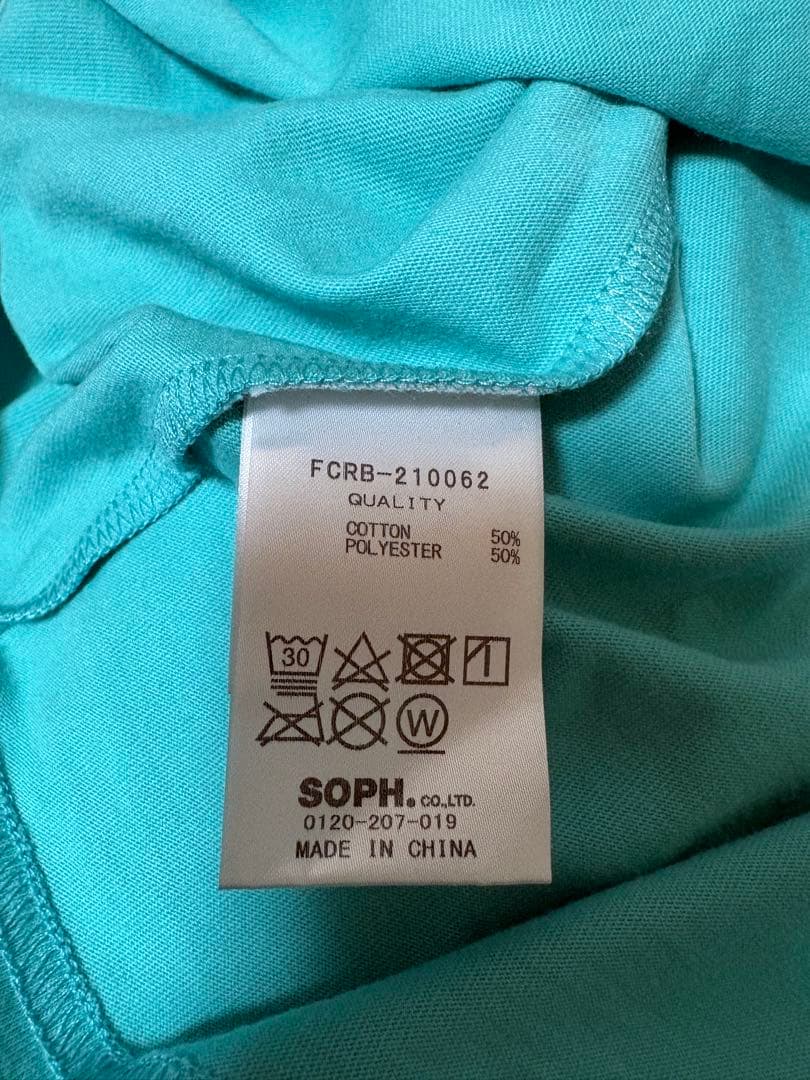 FCRB-210062
QUALITY
COTTON 50%
POLYESTER 50%
30
W
SOPH. CO.,LTD.
0120-207-019
MADE IN CHINA